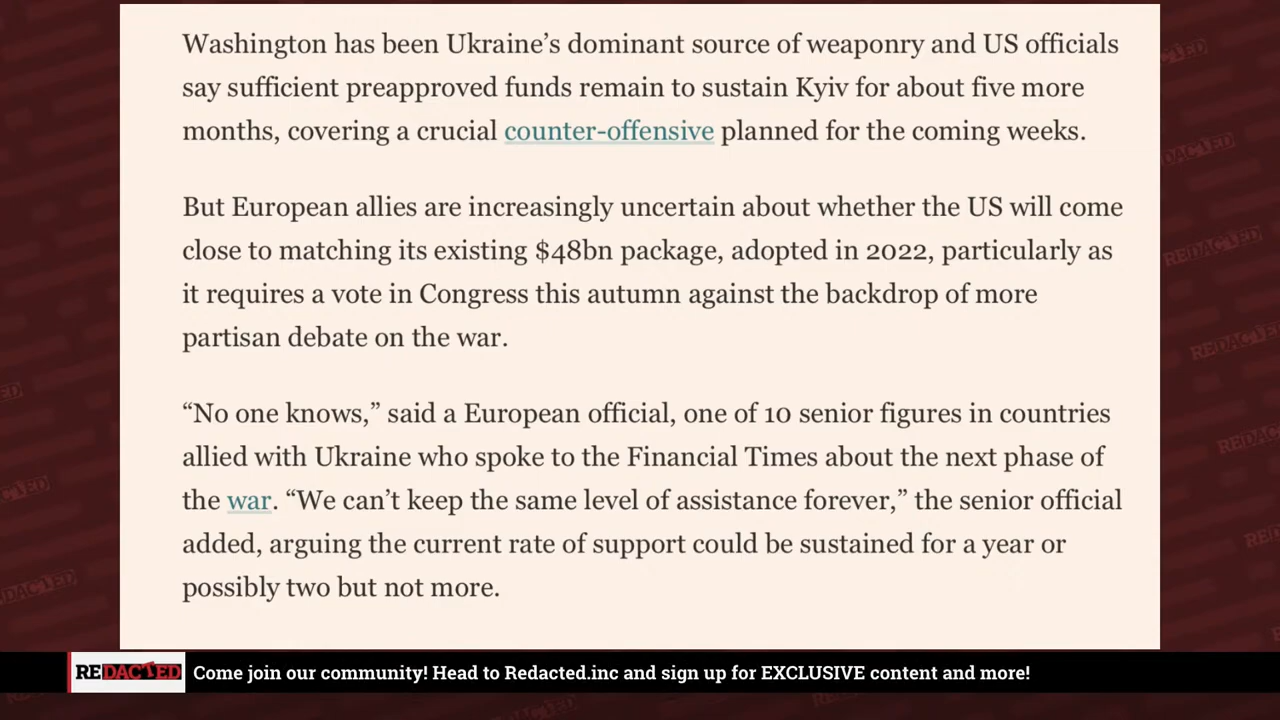 Washington has been Ukraine’s dominant source of weaponry and US officials
say sufficient preapproved funds remain to sustain Kyiv for about five more
months, covering a crucial counter-offensive planned for the coming weeks.
But European allies are increasingly uncertain about whether the US will come
close to matching its existing $48bn package, adopted in 2022, particularly as
it requires a vote in Congress this autumn against the backdrop of more
partisan debate on the war.
“No one knows,” said a European official, one of 10 senior figures in countries
allied with Ukraine who spoke to the Financial Times about the next phase of
the war. “We can’t keep the same level of assistance forever,” the senior official
added, arguing the current rate of support could be sustained for a year or
possibly two but not more.
REDACTED Come join our community! Head to Redacted.inc and sign up for EXCLUSIVE content and more!